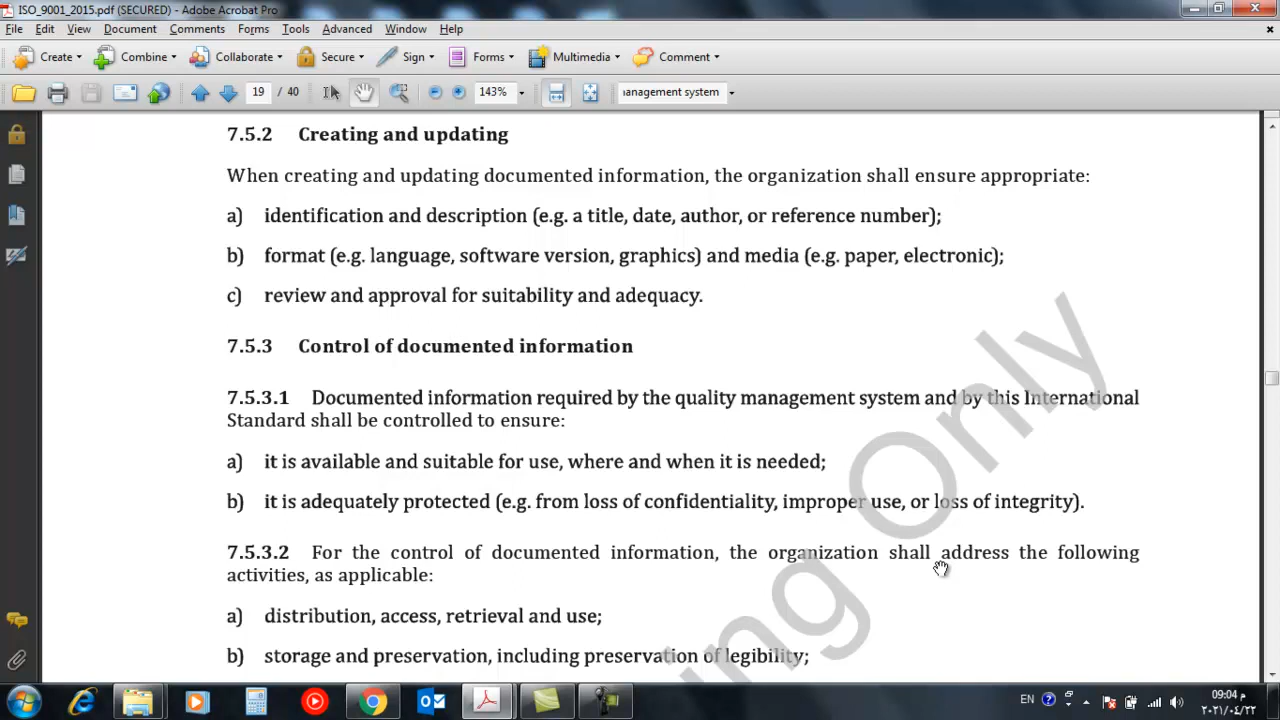 ISO_9001_2015.pdf (SECURED) - Adobe Acrobat Pro
File Edit View Document Comments Forms Tools Advanced Window Help
Create Combine Collaborate Secure Sign Forms Multimedia Comment
19 / 40 143% anagement system
7.5.2 Creating and updating
When creating and updating documented information, the organization shall ensure appropriate:
a) identification and description (e.g. a title, date, author, or reference number);
b) format (e.g. language, software version, graphics) and media (e.g. paper, electronic);
c) review and approval for suitability and adequacy.
7.5.3 Control of documented information
7.5.3.1 Documented information required by the quality management system and by this International
Standard shall be controlled to ensure:
a) it is available and suitable for use, where and when it is needed;
b) it is adequately protected (e.g. from loss of confidentiality, improper use, or loss of integrity).
7.5.3.2 For the control of documented information, the organization shall address the following
activities, as applicable:
a) distribution, access, retrieval and use;
b) storage and preservation, including preservation of legibility;
ing Only
EN 09:04 م
٢٠٢١/٠٤/٢٢